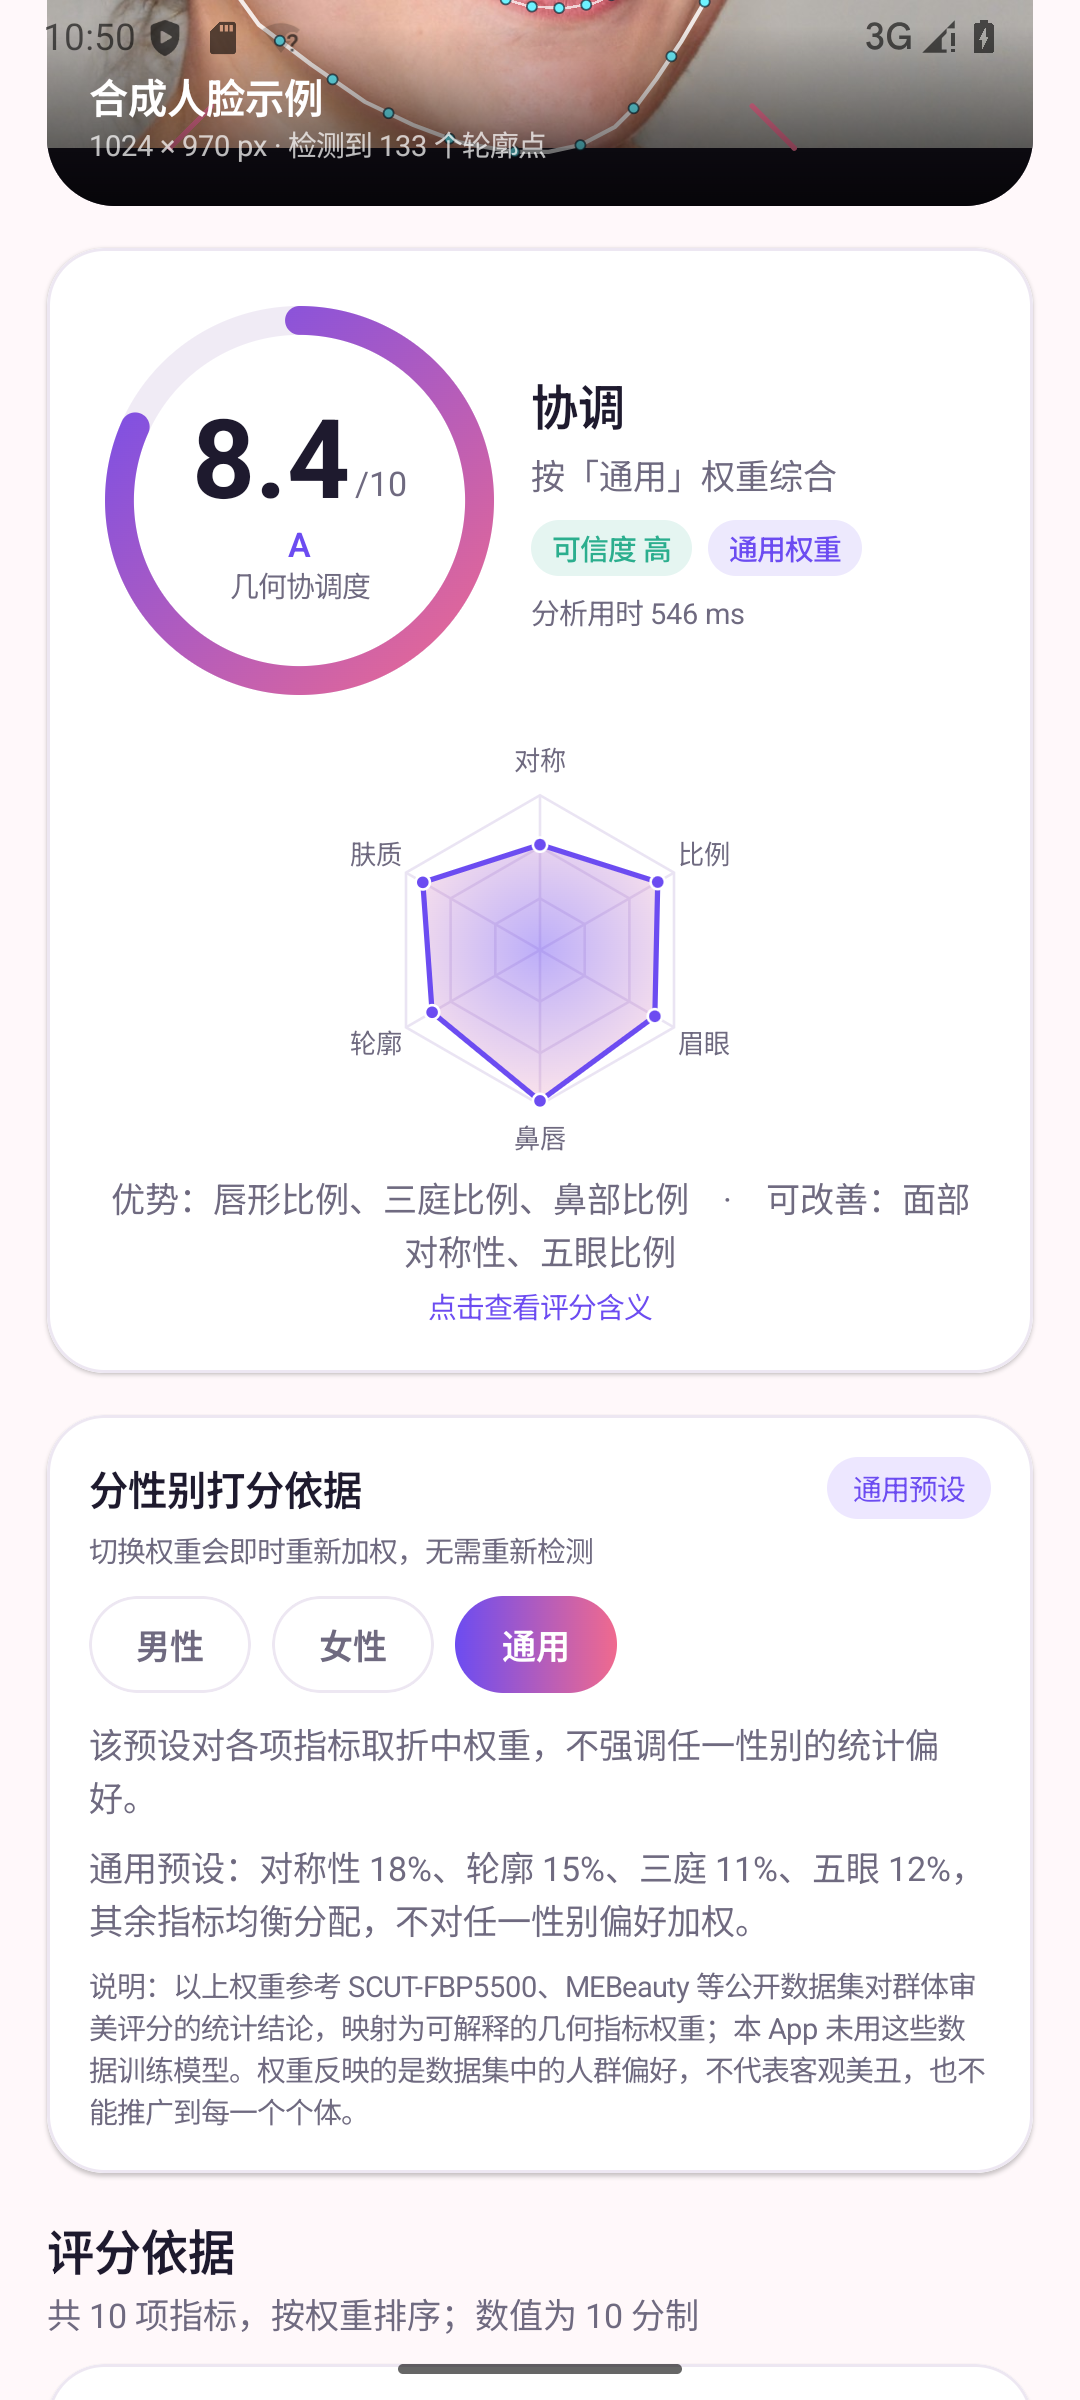 10:50
3G
合成人脸示例
1024 × 970 px · 检测到 133 个轮廓点
8.4/10
A
几何协调度
协调
按「通用」权重综合
可信度 高
通用权重
分析用时 546 ms
对称
肤质
比例
轮廓
眉眼
鼻唇
优势：唇形比例、三庭比例、鼻部比例 · 可改善：面部
对称性、五眼比例
点击查看评分含义
分性别打分依据
通用预设
切换权重会即时重新加权，无需重新检测
男性
女性
通用
该预设对各项指标取折中权重，不强调任一性别的统计偏
好。
通用预设：对称性 18%、轮廓 15%、三庭 11%、五眼 12%，
其余指标均衡分配，不对任一性别偏好加权。
说明：以上权重参考 SCUT-FBP5500、MEBeauty 等公开数据集对群体审
美评分的统计结论，映射为可解释的几何指标权重；本 App 未用这些数
据训练模型。权重反映的是数据集中的人群偏好，不代表客观美丑，也不
能推广到每一个个体。
评分依据
共 10 项指标，按权重排序；数值为 10 分制